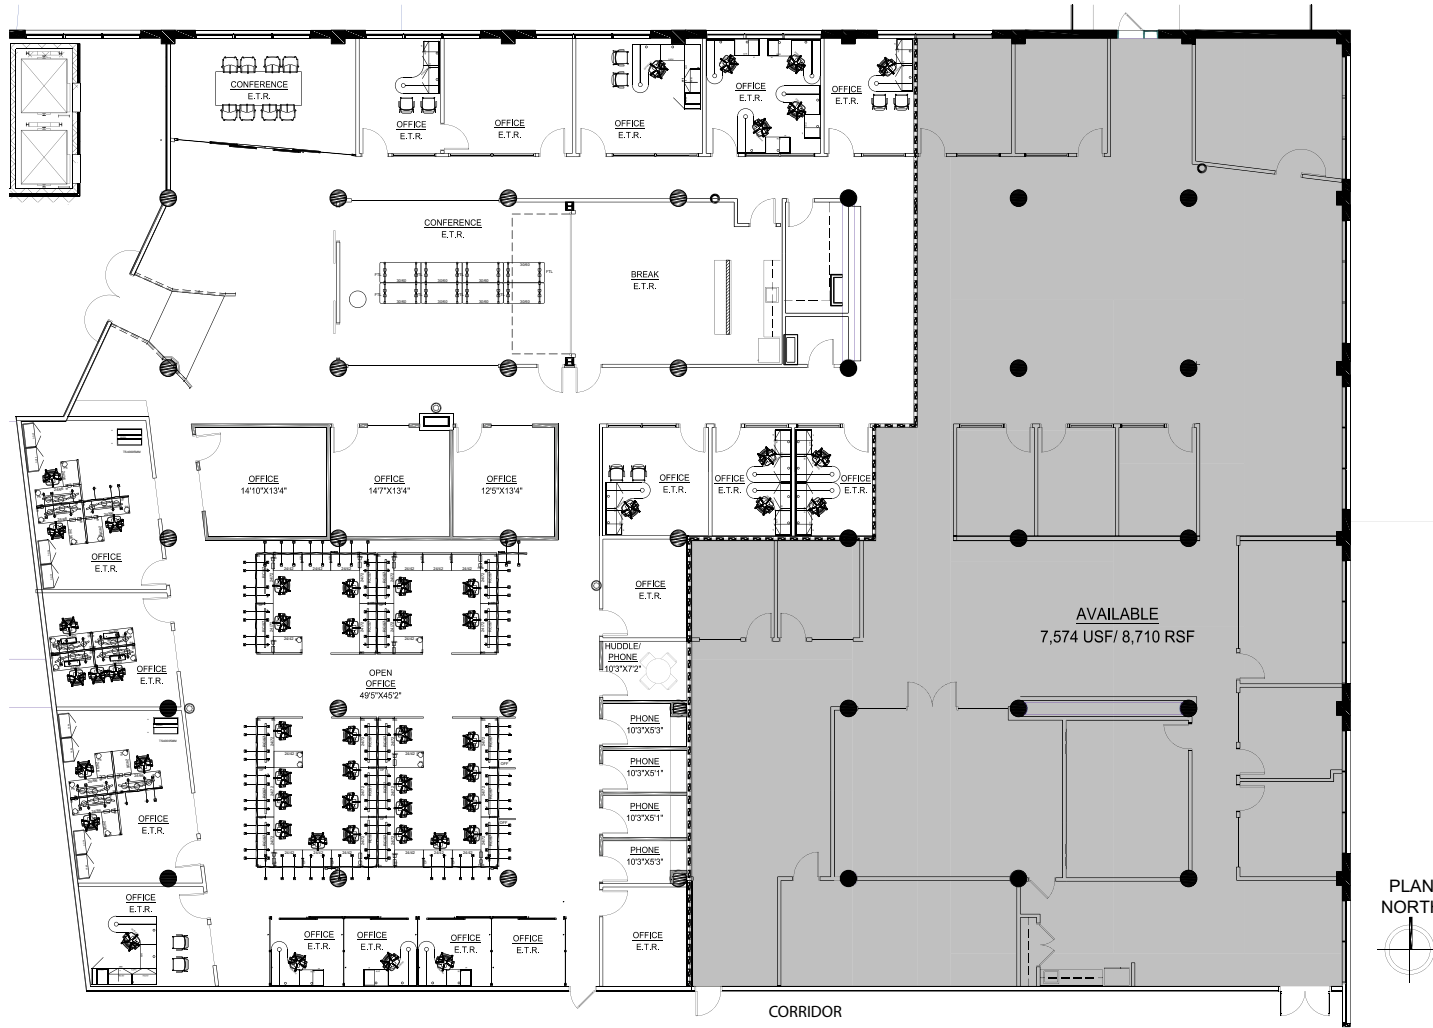 CONFERENCE
E.T.R.
OFFICE
E.T.R.
OFFICE
E.T.R.
OFFICE
E.T.R.
OFFICE
E.T.R.
OFFICE
E.T.R.
CONFERENCE
E.T.R.
BREAK
E.T.R.
OFFICE
14'10"X13'4"
OFFICE
14'7"X13'4"
OFFICE
12'5"X13'4"
OFFICE
E.T.R.
OFFICE
E.T.R.
OFFICE
E.T.R.
OFFICE
E.T.R.
OFFICE
E.T.R.
AVAILABLE
7,574 USF/ 8,710 RSF
HUDDLE/
PHONE
10'3"X7'2"
OFFICE
E.T.R.
OPEN
OFFICE
49'5"X45'2"
PHONE
10'3"X5'3"
PHONE
10'3"X5'1"
PHONE
10'3"X5'1"
PHONE
10'3"X5'3"
OFFICE
E.T.R.
OFFICE
E.T.R.
OFFICE
E.T.R.
OFFICE
E.T.R.
OFFICE
E.T.R.
OFFICE
E.T.R.
OFFICE
E.T.R.
PLAN
NORTH
CORRIDOR